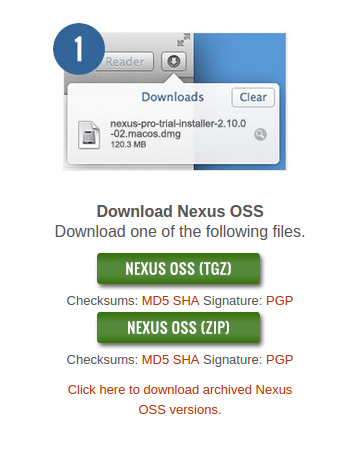 1
Reader
Downloads
Clear
nexus-pro-trial-installer-2.10.0
-02.macos.dmg
120.3 MB
Download Nexus OSS
Download one of the following files.
NEXUS OSS (TGZ)
Checksums: MD5 SHA Signature: PGP
NEXUS OSS (ZIP)
Checksums: MD5 SHA Signature: PGP
Click here to download archived Nexus
OSS versions.